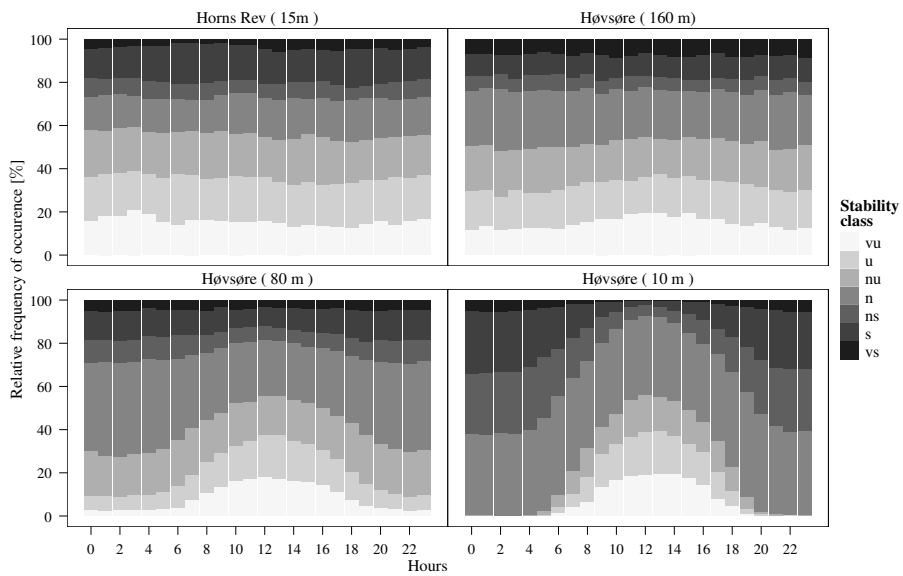 Horns Rev ( 15m )
Høvsøre ( 160 m)
100
80
60
40
20
0
Høvsøre ( 80 m )
Høvsøre ( 10 m )
100
80
60
40
20
0
0 2 4 6 8 10 12 14 16 18 20 22
0 2 4 6 8 10 12 14 16 18 20 22
Hours
Relative frequency of occurence [%]
Stability
class
vu
u
nu
n
ns
s
vs